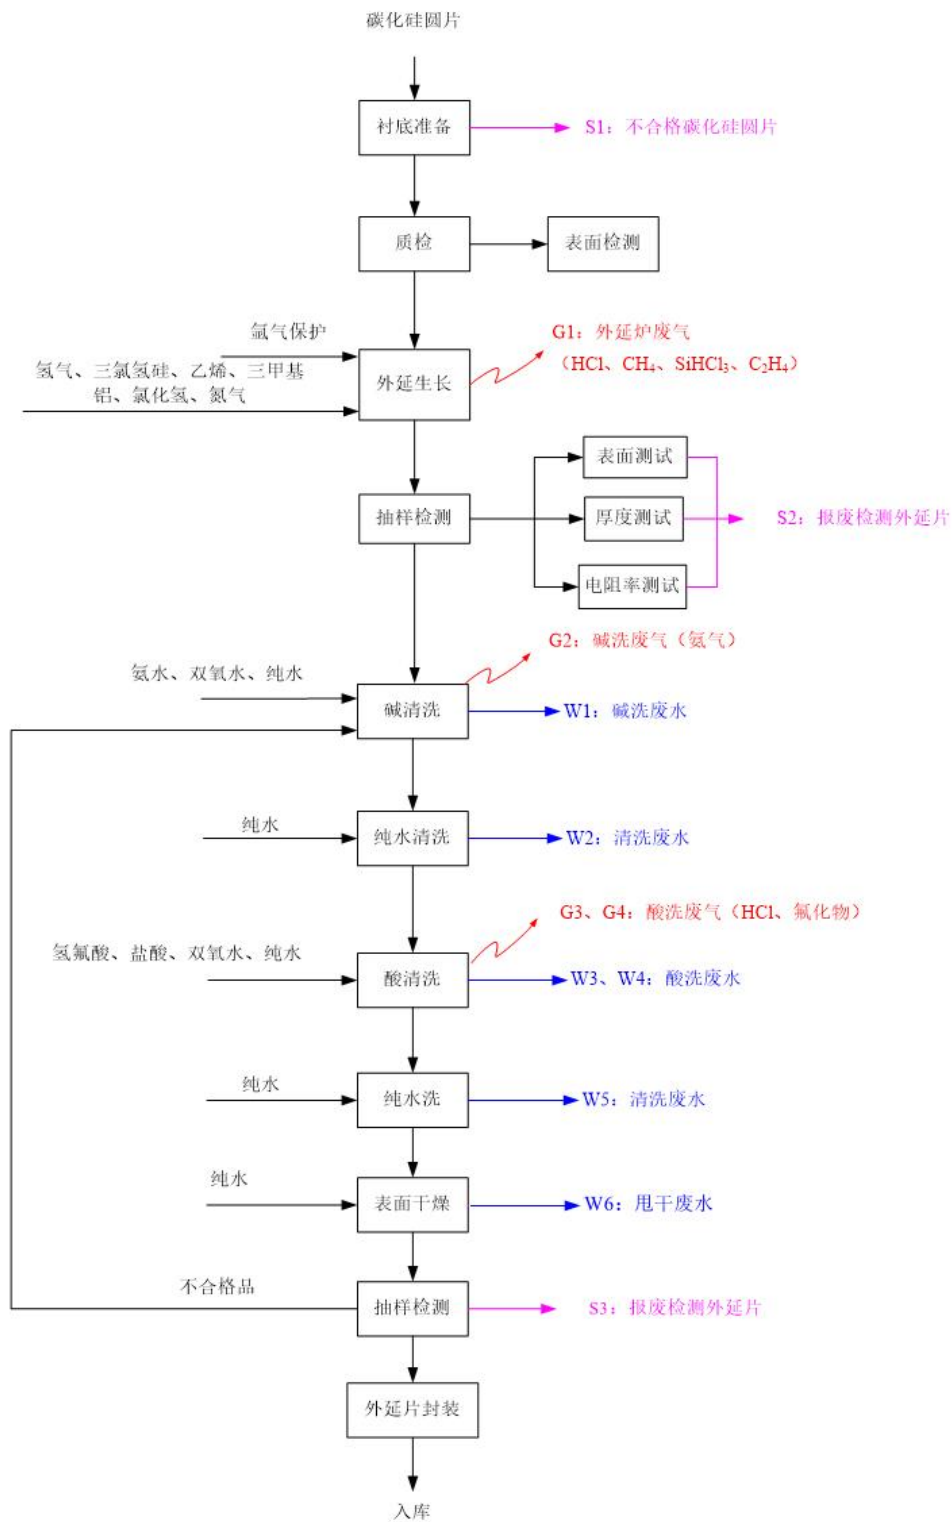 碳化硅圆片
衬底准备
S1：不合格碳化硅圆片
质检
表面检测
氩气保护
G1：外延炉废气
（HCl、CH₄、SiHCl₃、C₂H₄）
氢气、三氯氢硅、乙烯、三甲基
铝、氯化氢、氮气
外延生长
表面测试
抽样检测
厚度测试
S2：报废检测外延片
电阻率测试
G2：碱洗废气（氨气）
氨水、双氧水、纯水
碱清洗
W1：碱洗废水
纯水
纯水清洗
W2：清洗废水
G3、G4：酸洗废气（HCl、氟化物）
氢氟酸、盐酸、双氧水、纯水
酸清洗
W3、W4：酸洗废水
纯水
纯水洗
W5：清洗废水
纯水
表面干燥
W6：甩干废水
不合格品
抽样检测
S3：报废检测外延片
外延片封装
入库